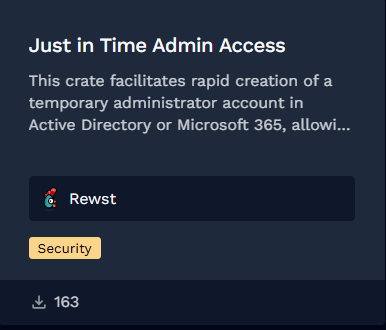 Just in Time Admin Access
This crate facilitates rapid creation of a
temporary administrator account in
Active Directory or Microsoft 365, allowi...
Rewst
Security
163